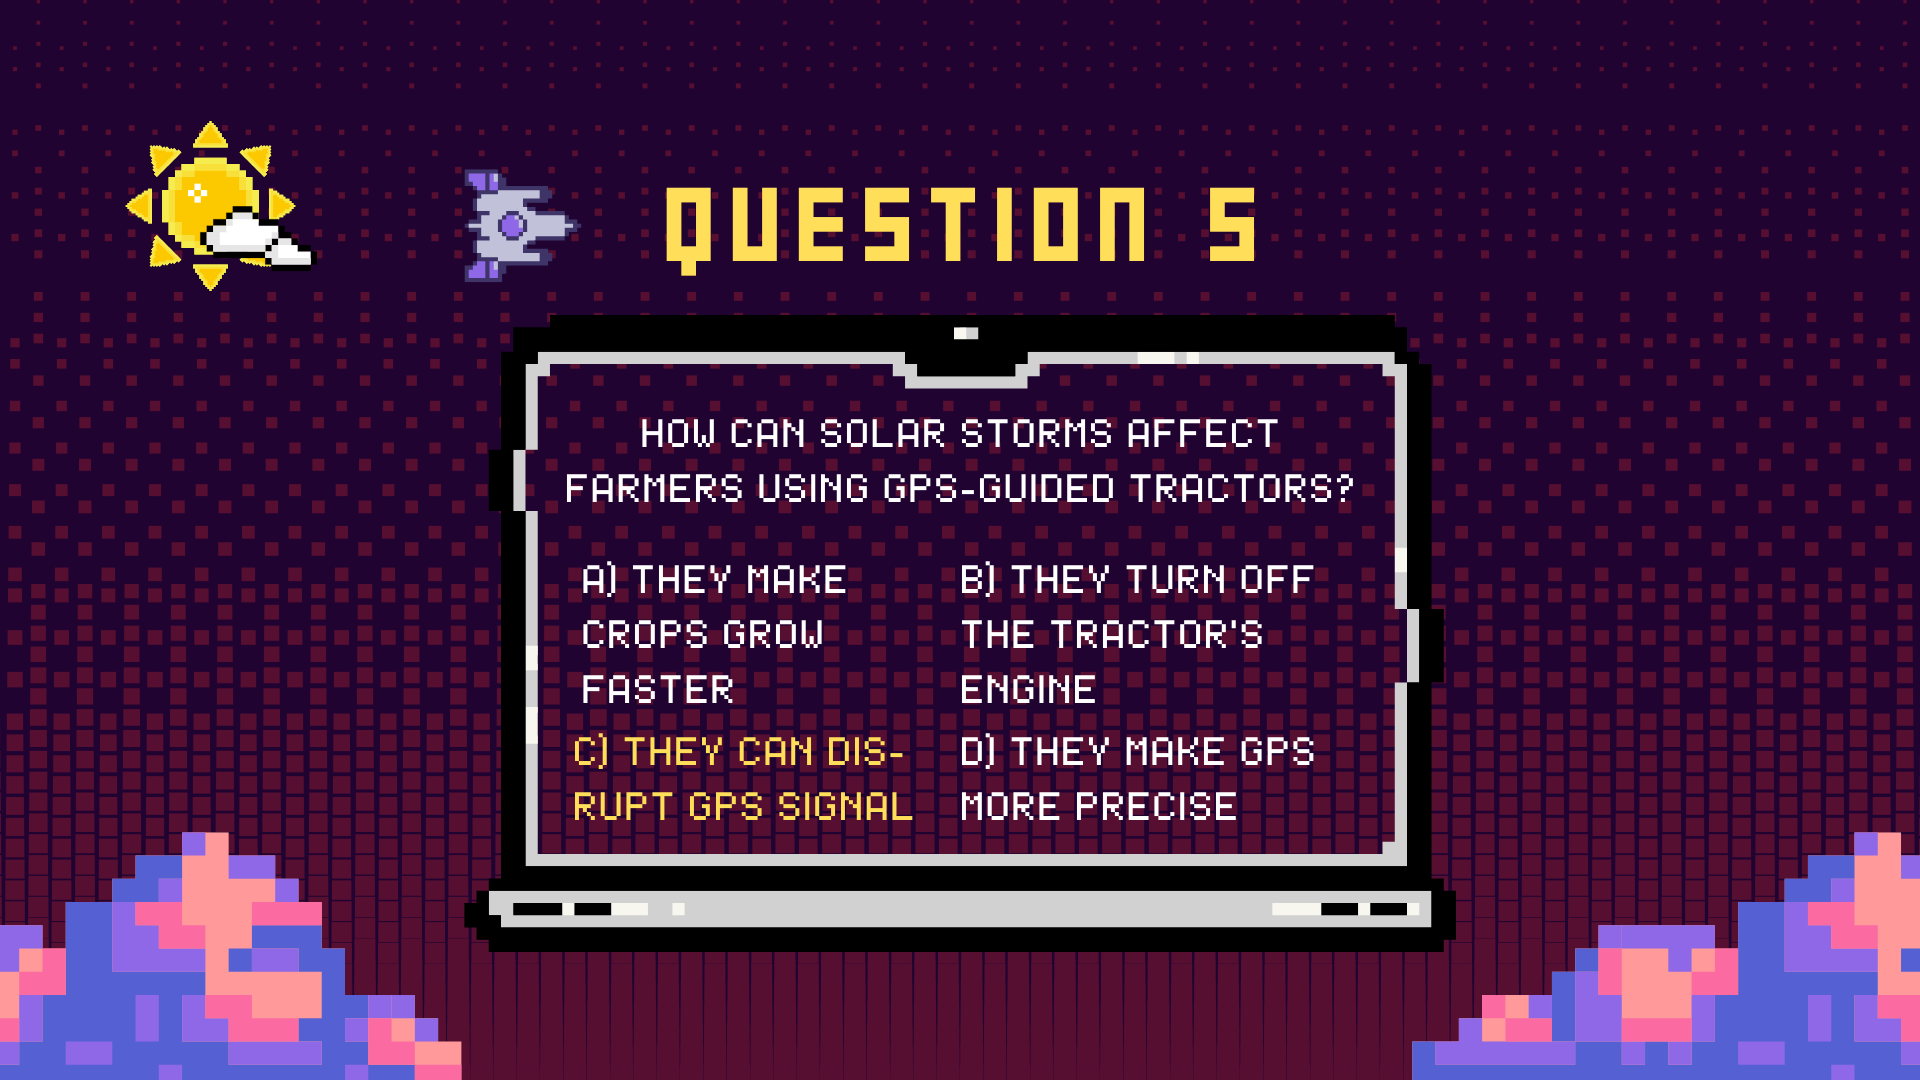 QUESTION 5
HOW CAN SOLAR STORMS AFFECT
FARMERS USING GPS-GUIDED TRACTORS?
A) THEY MAKE
CROPS GROW
FASTER
B) THEY TURN OFF
THE TRACTOR'S
ENGINE
C) THEY CAN DIS-
RUPT GPS SIGNAL
D) THEY MAKE GPS
MORE PRECISE